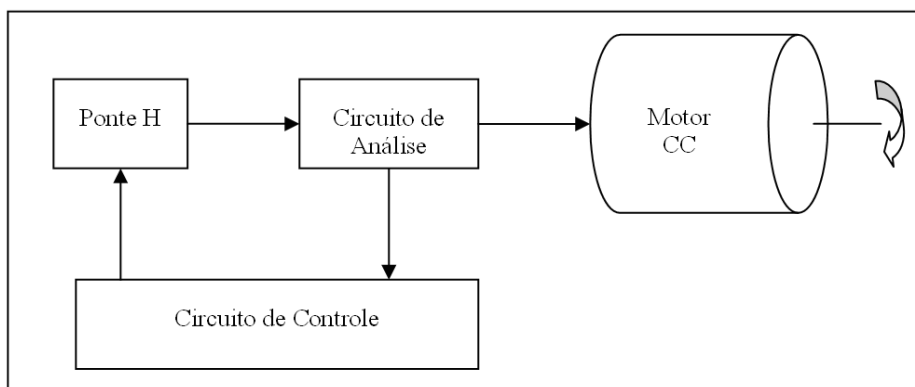 Ponte H
Circuito de
Análise
Motor
CC
Circuito de Controle